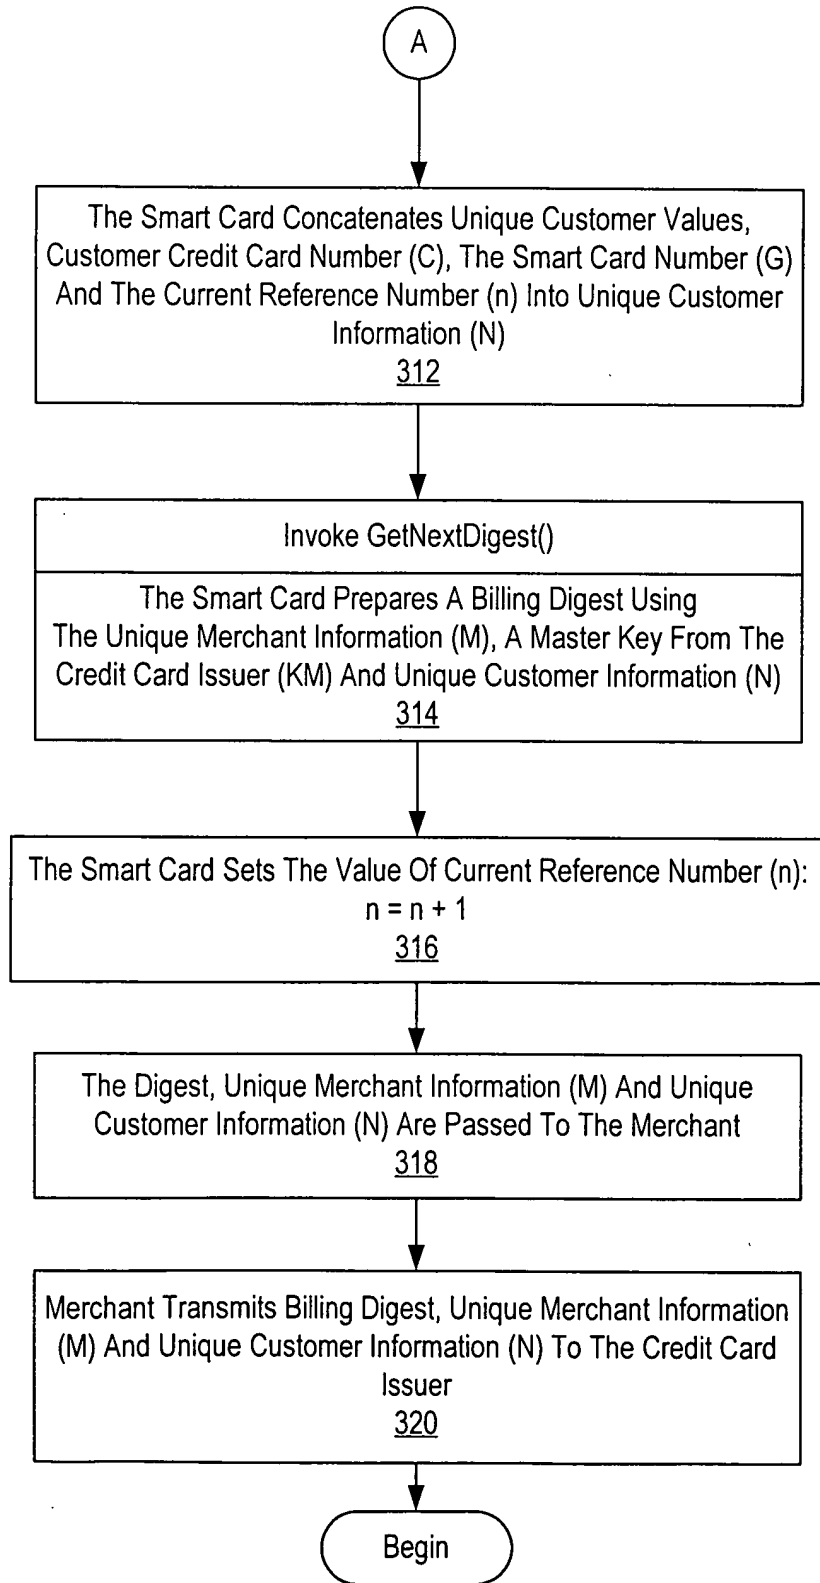 A
The Smart Card Concatenates Unique Customer Values,
Customer Credit Card Number (C), The Smart Card Number (G)
And The Current Reference Number (n) Into Unique Customer
Information (N)
312
Invoke GetNextDigest()
The Smart Card Prepares A Billing Digest Using
The Unique Merchant Information (M), A Master Key From The
Credit Card Issuer (KM) And Unique Customer Information (N)
314
The Smart Card Sets The Value Of Current Reference Number (n):
n = n + 1
316
The Digest, Unique Merchant Information (M) And Unique
Customer Information (N) Are Passed To The Merchant
318
Merchant Transmits Billing Digest, Unique Merchant Information
(M) And Unique Customer Information (N) To The Credit Card
Issuer
320
Begin